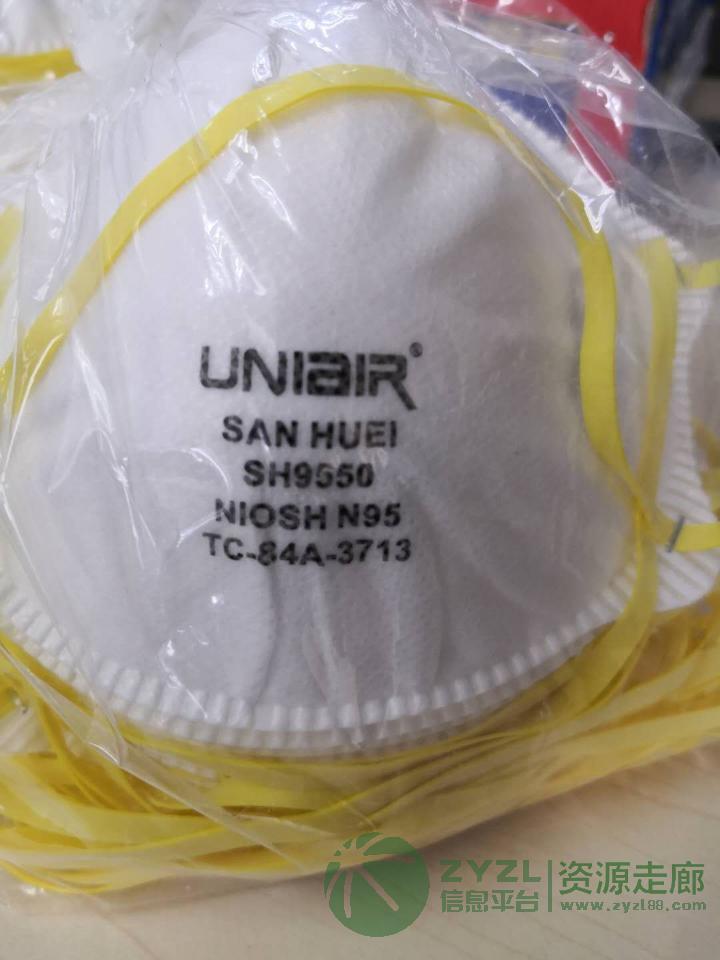 UNIAIR®
SAN HUEI
SH9550
NIOSH N95
TC-84A-3713
ZYZL
信息平台
资源走廊
www.zyzl88.com